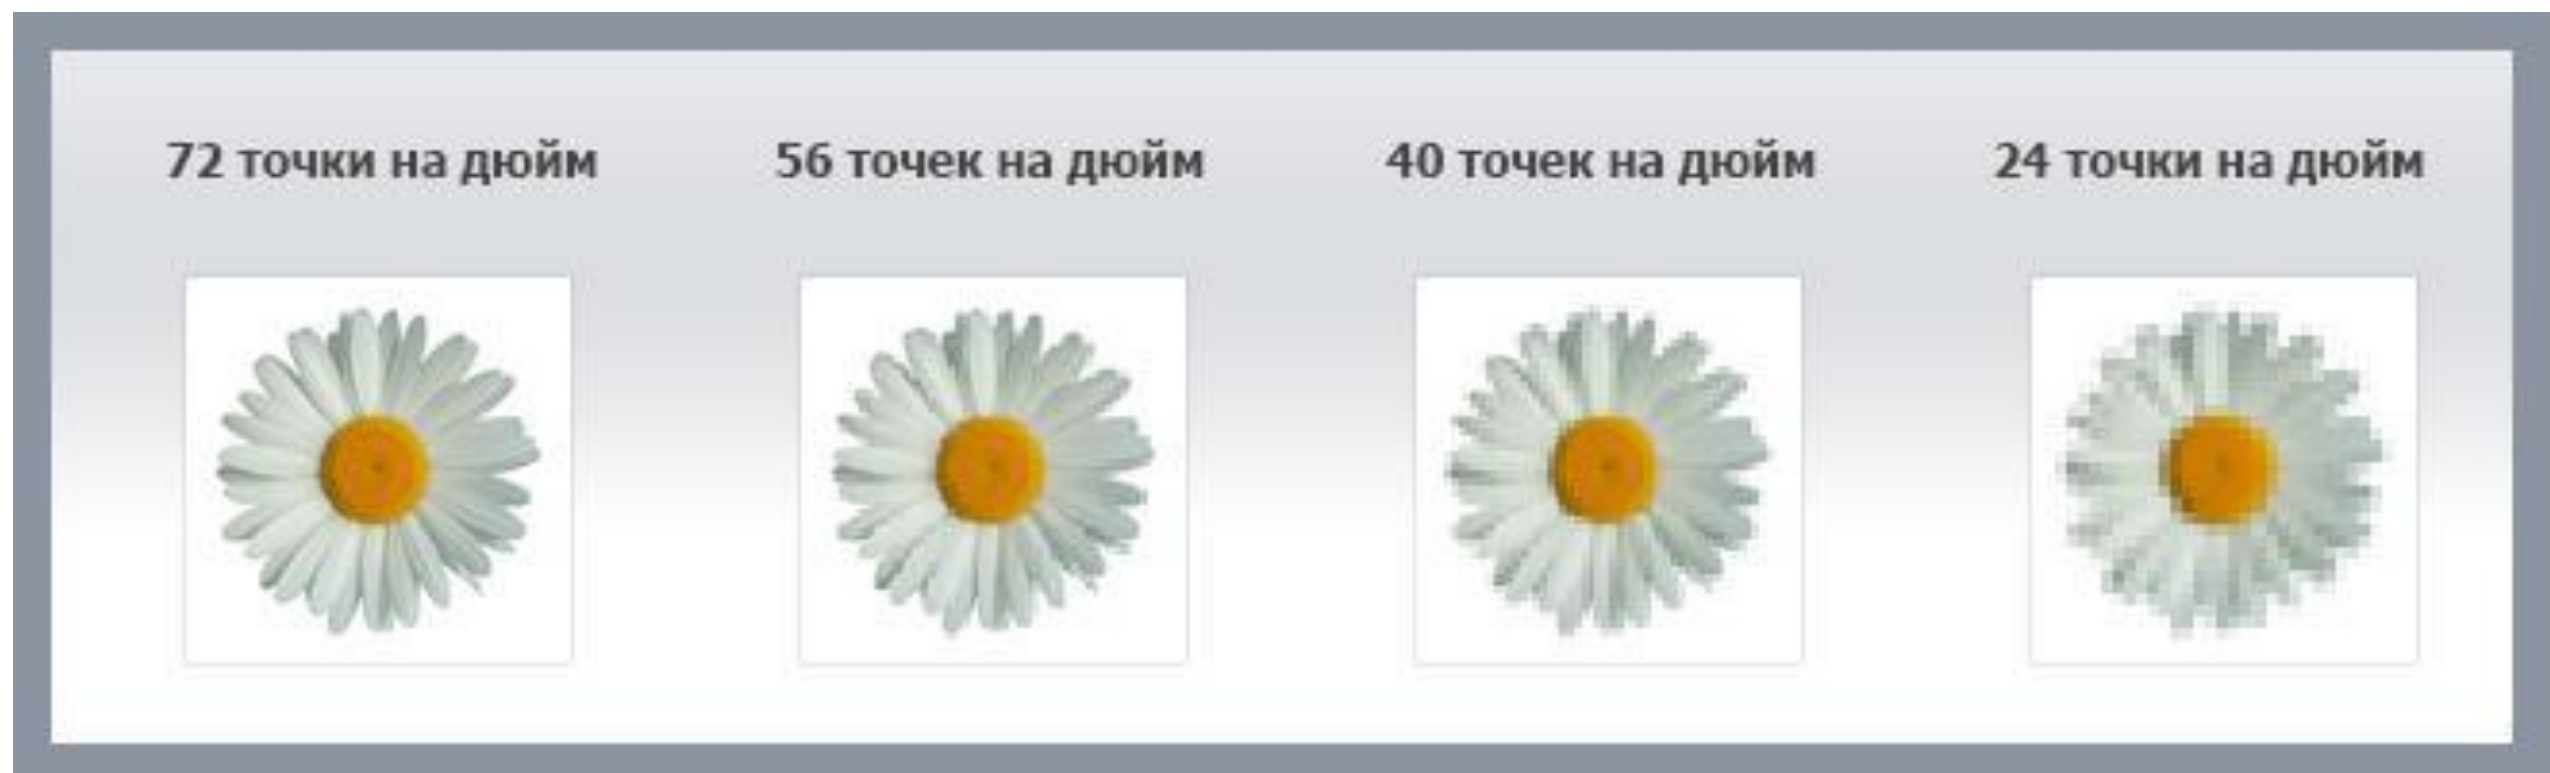 72 точки на дюйм
56 точек на дюйм
40 точек на дюйм
24 точки на дюйм